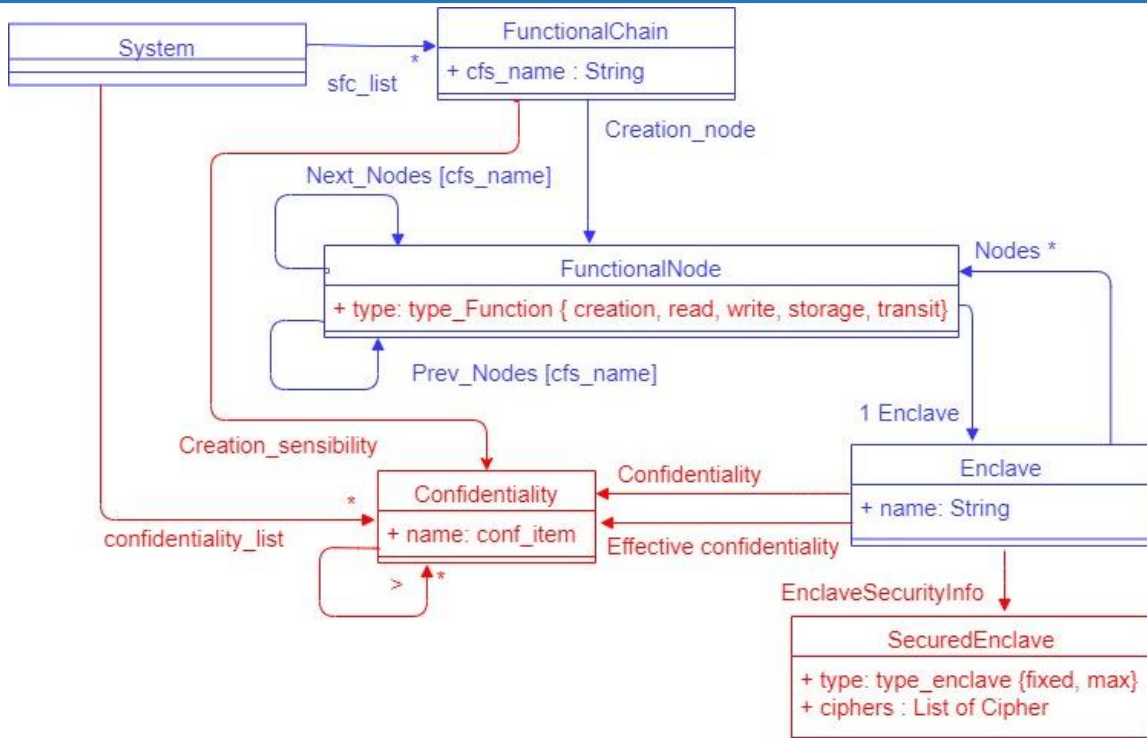 System
FunctionalChain
+ cfs_name : String
*
sfc_list
Creation_node
Next_Nodes [cfs_name]
Nodes *
FunctionalNode
+ type: type_Function { creation, read, write, storage, transit}
Prev_Nodes [cfs_name]
1 Enclave
Creation_sensibility
Confidentiality
Enclave
Confidentiality
+ name: String
*
+ name: conf_item
confidentiality_list
Effective confidentiality
> *
EnclaveSecurityInfo
SecuredEnclave
+ type: type_enclave {fixed, max}
+ ciphers : List of Cipher